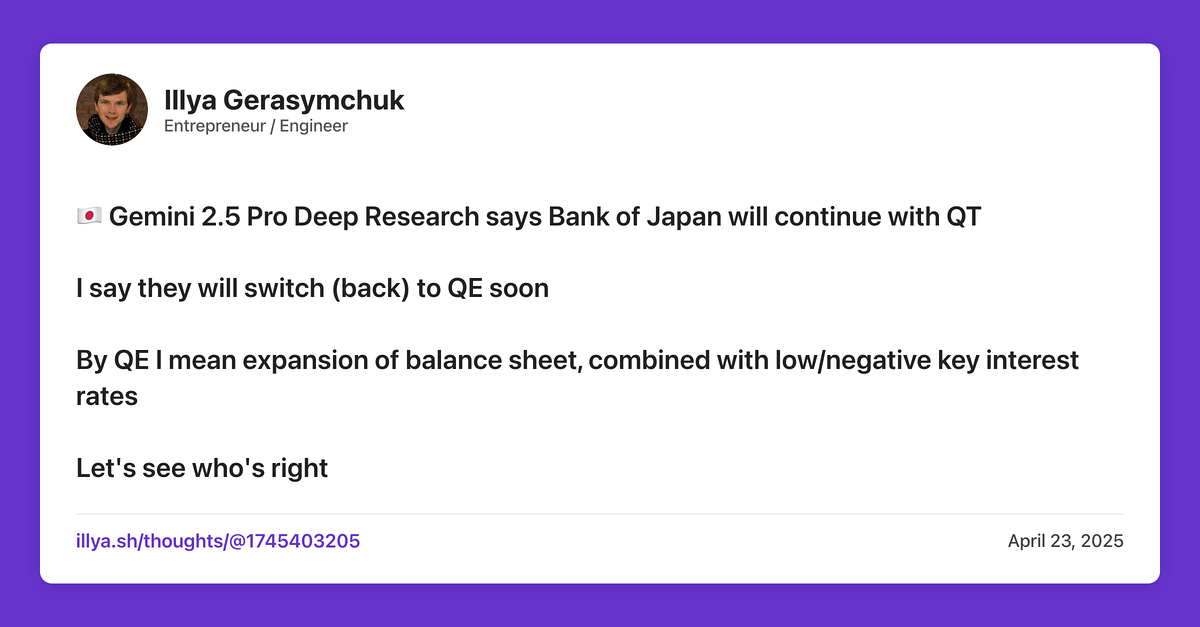 Illya Gerasymchuk
Entrepreneur / Engineer
🇯🇵 Gemini 2.5 Pro Deep Research says Bank of Japan will continue with QT
I say they will switch (back) to QE soon
By QE I mean expansion of balance sheet, combined with low/negative key interest
rates
Let's see who's right
illya.sh/thoughts/@1745403205
April 23, 2025